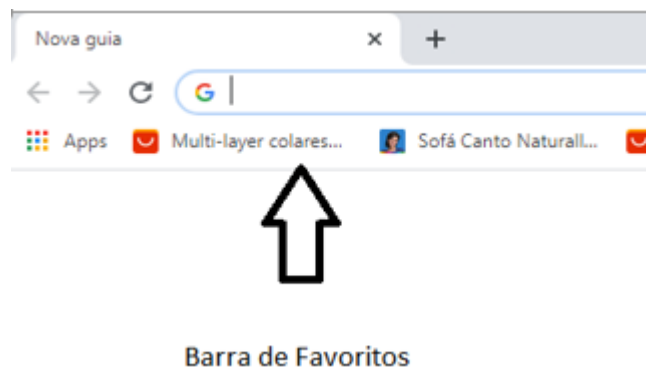 Nova guia
Apps Multi-layer colares... Sofá Canto Naturall...
Barra de Favoritos